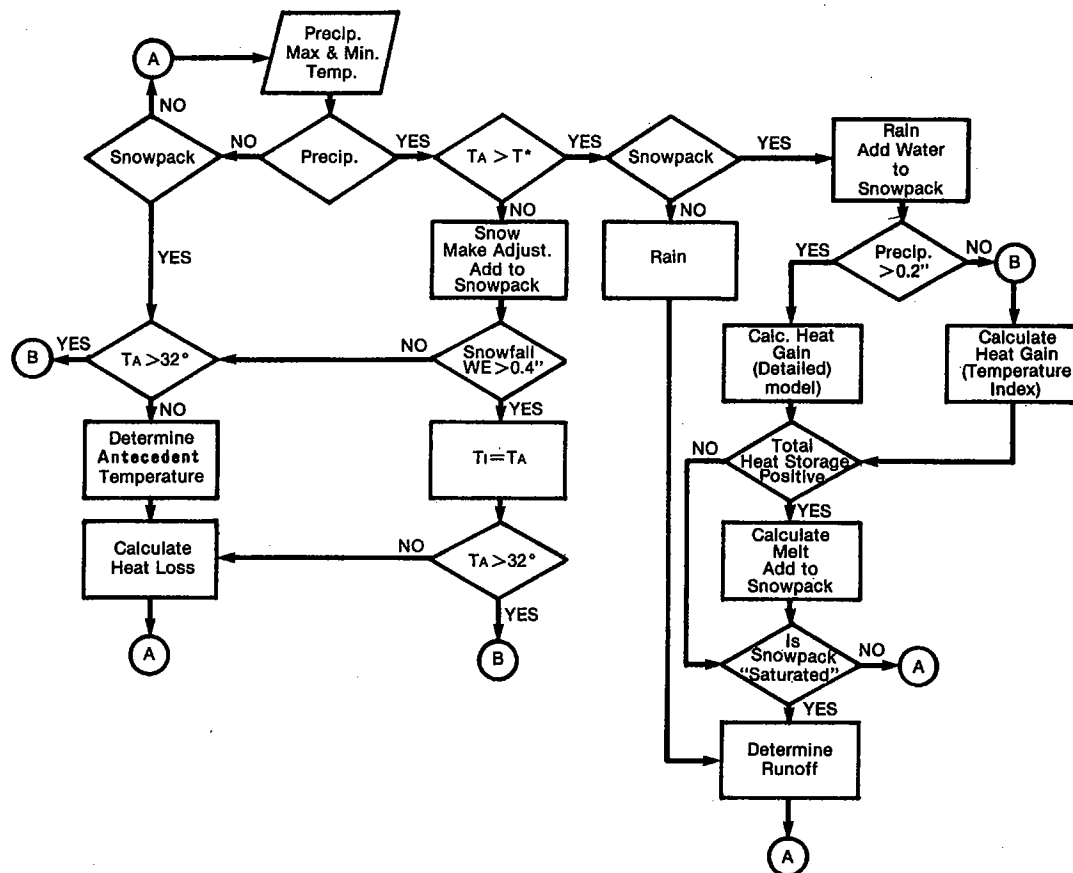 A
Precip.
Max & Min.
Temp.
NO
Snowpack
NO
Precip.
YES
TA > T*
YES
Snowpack
YES
Rain
Add Water
to
Snowpack
YES
NO
Snow
Make Adjust.
Add to
Snowpack
NO
Rain
YES
Precip.
>0.2"
NO
B
B
YES
TA >32°
NO
Snowfall
WE>0.4"
Calc. Heat
Gain
(Detailed)
model)
Calculate
Heat Gain
(Temperature
Index)
NO
YES
Determine
Antecedent
Temperature
TI=TA
NO
Total
Heat Storage
Positive
YES
Calculate
Heat Loss
NO
TA >32°
YES
Calculate
Melt
Add to
Snowpack
A
B
Is
Snowpack
"Saturated"
NO
A
YES
Determine
Runoff
A